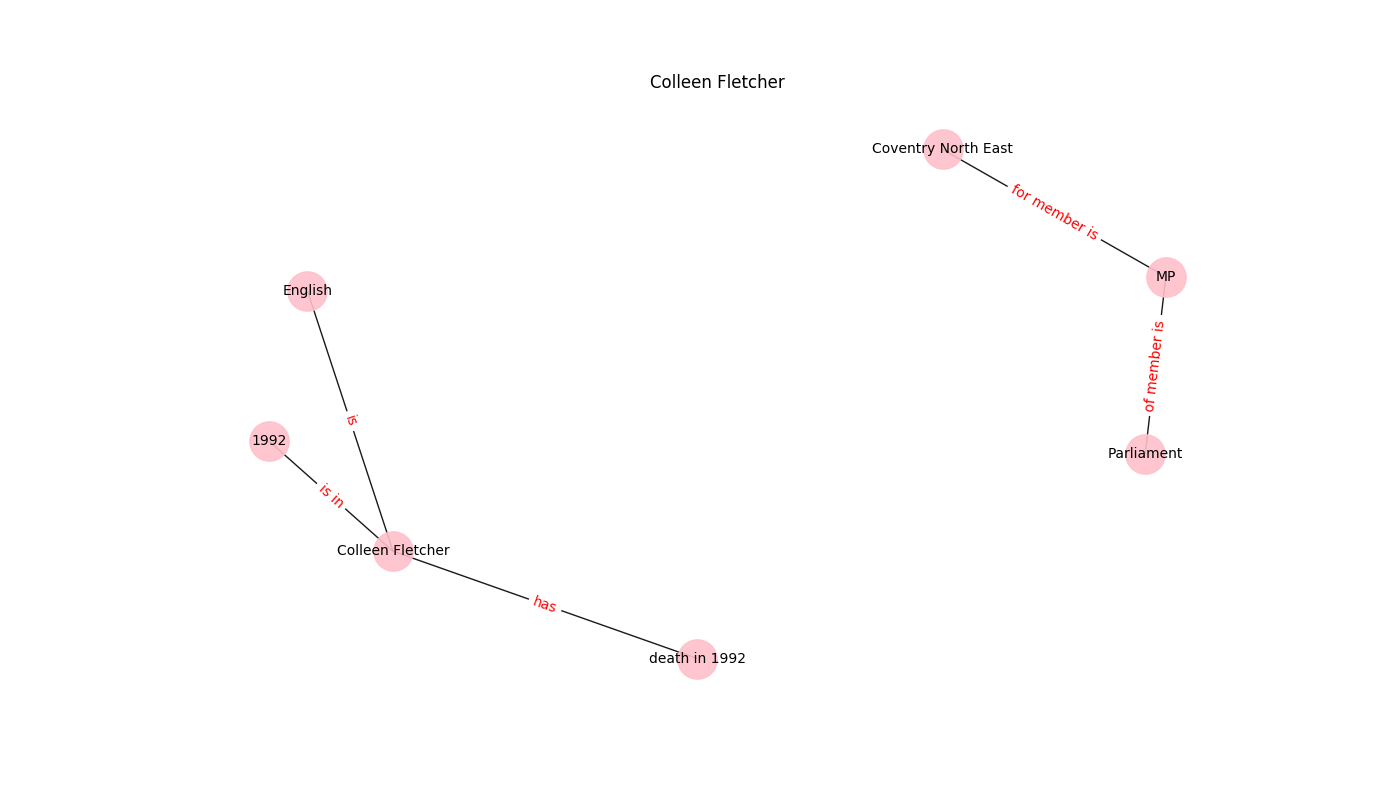 Colleen Fletcher
Coventry North East
for member is
MP
English
of member is
is
1992
Parliament
is in
Colleen Fletcher
has
death in 1992